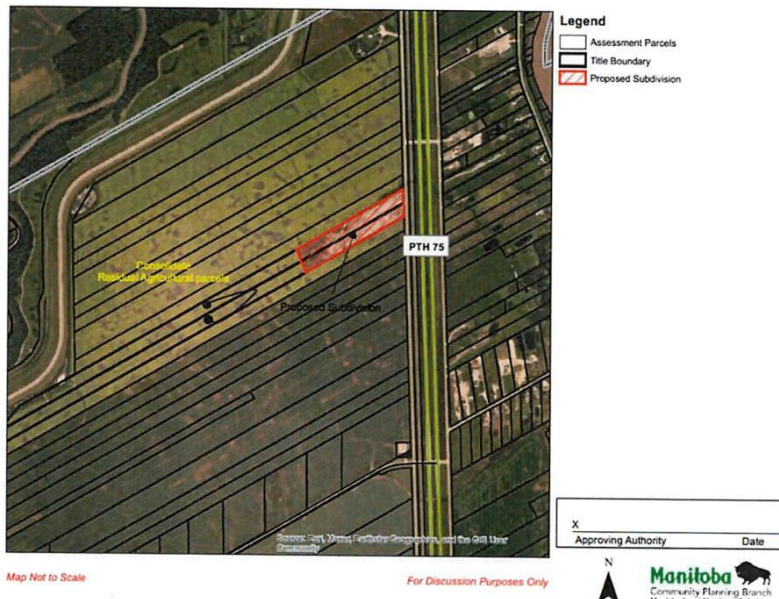 Legend
Assessment Parcels
Title Boundary
Proposed Subdivision
PTH 75
Consolidate
Residual Agricultural parcels
Proposed Subdivision
Community
X
Approving Authority Date
Map Not to Scale
For Discussion Purposes Only
N
Manitoba
Community Planning Branch